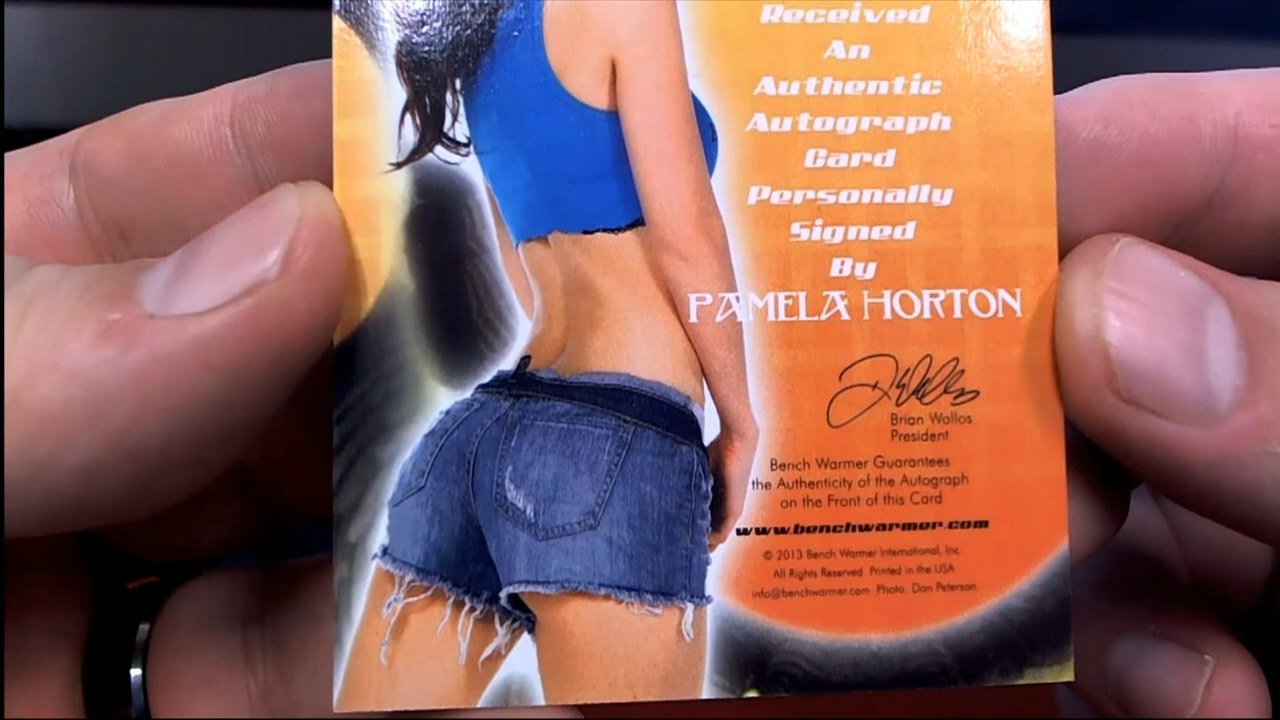 Received
An
Authentic
Autograph
Card
Personally
Signed
By
PAMELA HORTON
Brian Wallos
President
Bench Warmer Guarantees
the Authenticity of the Autograph
on the Front of this Card
www.benchwarmer.com
© 2013 Bench Warmer International, Inc.
All Rights Reserved Printed in the USA
info@benchwarmer.com Photo: Dan Peterson